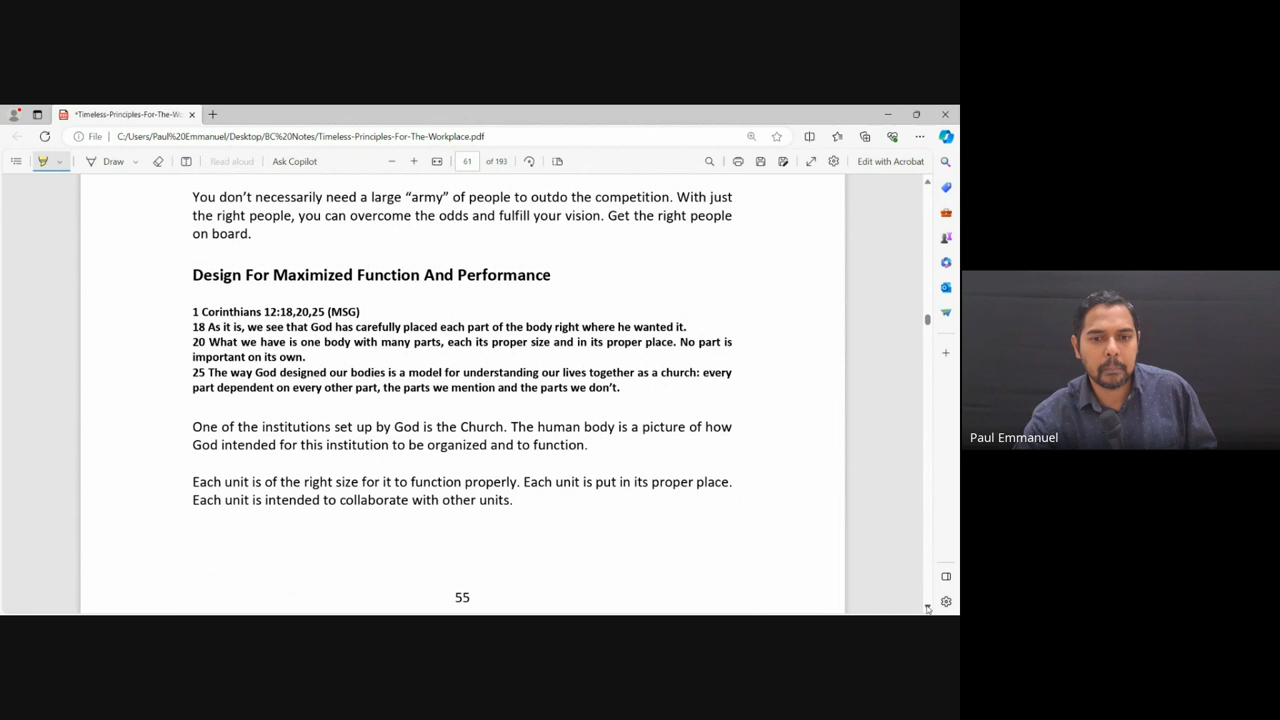 *Timeless-Principles-For-The-Wo
File
C:/Users/Paul%20Emmanuel/Desktop/BC%20Notes/Timeless-Principles-For-The-Workplace.pdf
Draw
Read aloud
Ask Copilot
61
of 193
Edit with Acrobat
You don’t necessarily need a large “army” of people to outdo the competition. With just
the right people, you can overcome the odds and fulfill your vision. Get the right people
on board.
Design For Maximized Function And Performance
1 Corinthians 12:18,20,25 (MSG)
18 As it is, we see that God has carefully placed each part of the body right where he wanted it.
20 What we have is one body with many parts, each its proper size and in its proper place. No part is
important on its own.
25 The way God designed our bodies is a model for understanding our lives together as a church: every
part dependent on every other part, the parts we mention and the parts we don’t.
One of the institutions set up by God is the Church. The human body is a picture of how
God intended for this institution to be organized and to function.
Each unit is of the right size for it to function properly. Each unit is put in its proper place.
Each unit is intended to collaborate with other units.
55
Paul Emmanuel